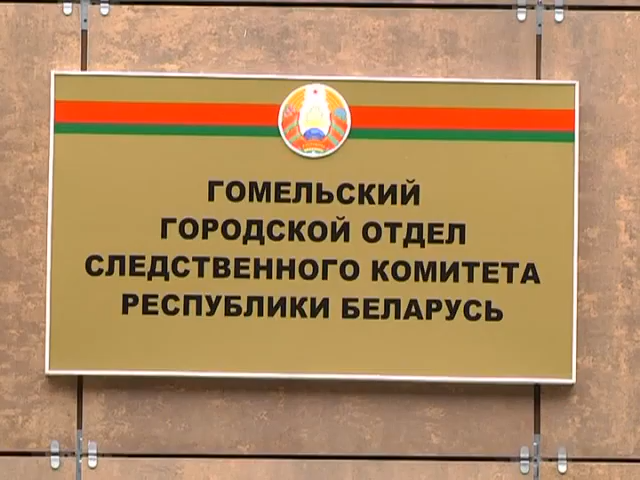 ГОМЕЛЬСКИЙ
ГОРОДСКОЙ ОТДЕЛ
СЛЕДСТВЕННОГО КОМИТЕТА
РЕСПУБЛИКИ БЕЛАРУСЬ